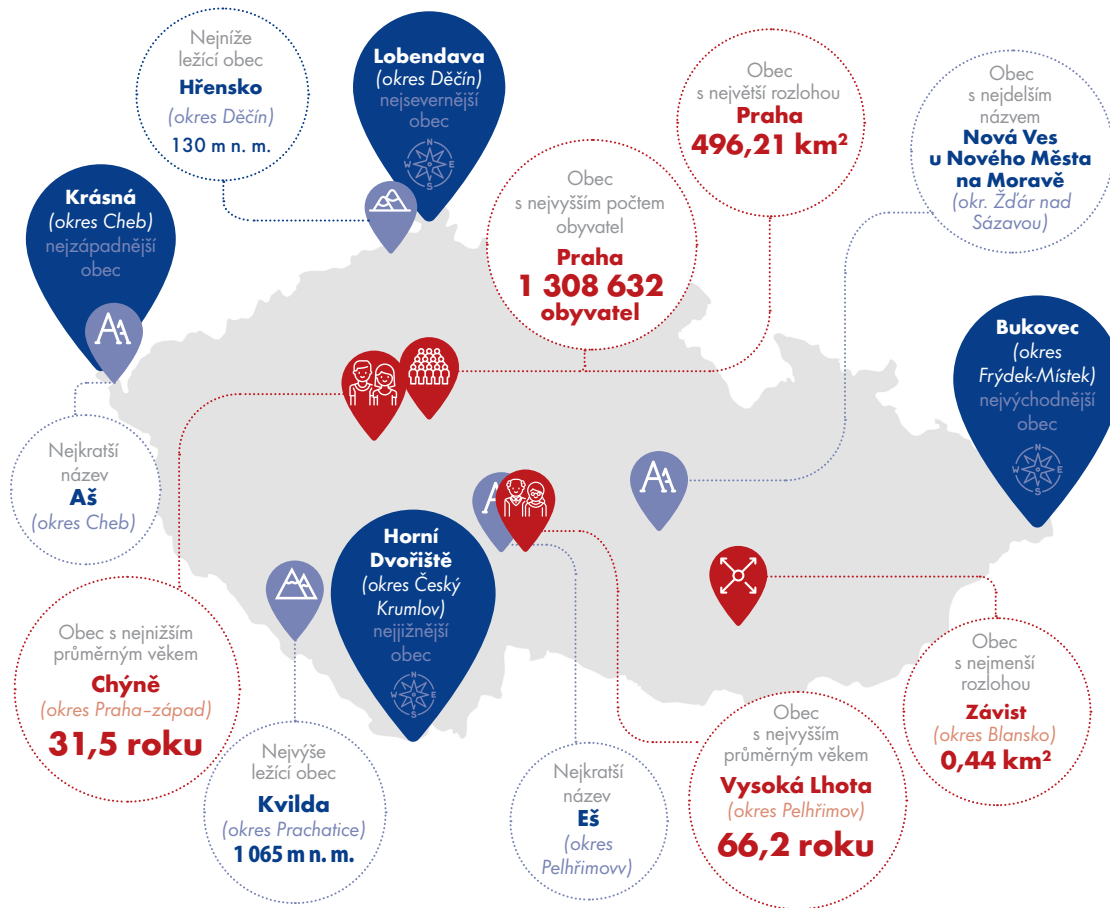 Nejníže
ležící obec
Hřensko
(okres Děčín)
130 m n. m.
Lobendava
(okres Děčín)
nejsevernější
obec
N
W E
S
Obec
s největší rozlohou
Praha
496,21 km²
Obec
s nejdelším
názvem
Nová Ves
u Nového Města
na Moravě
(okr. Žďár nad
Sázavou)
Krásná
(okres Cheb)
nejzápadnější
obec
Obec
s nejvyšším počtem
obyvatel
Praha
1 308 632
obyvatel
Bukovec
(okres
Frýdek-Místek)
nejvýchodnější
obec
N
W E
S
Nejkratší
název
Aš
(okres Cheb)
Horní
Dvořiště
(okres Český
Krumlov)
nejjižnější
obec
N
W E
S
Obec s nejnižším
průměrným věkem
Chýně
(okres Praha–západ)
31,5 roku
Nejvýše
ležící obec
Kvilda
(okres Prachatice)
1 065 m n. m.
Nejkratší
název
Eš
(okres
Pelhřimovv)
Obec
s nejvyšším
průměrným věkem
Vysoká Lhota
(okres Pelhřimov)
66,2 roku
Obec
s nejmenší
rozlohou
Závist
(okres Blansko)
0,44 km²